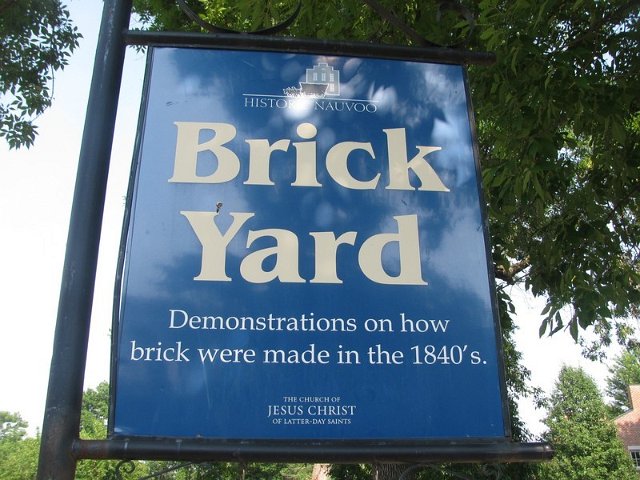 HISTORIC NAUVOO
Brick
Yard
Demonstrations on how
brick were made in the 1840's.
THE CHURCH OF
JESUS CHRIST
OF LATTER-DAY SAINTS